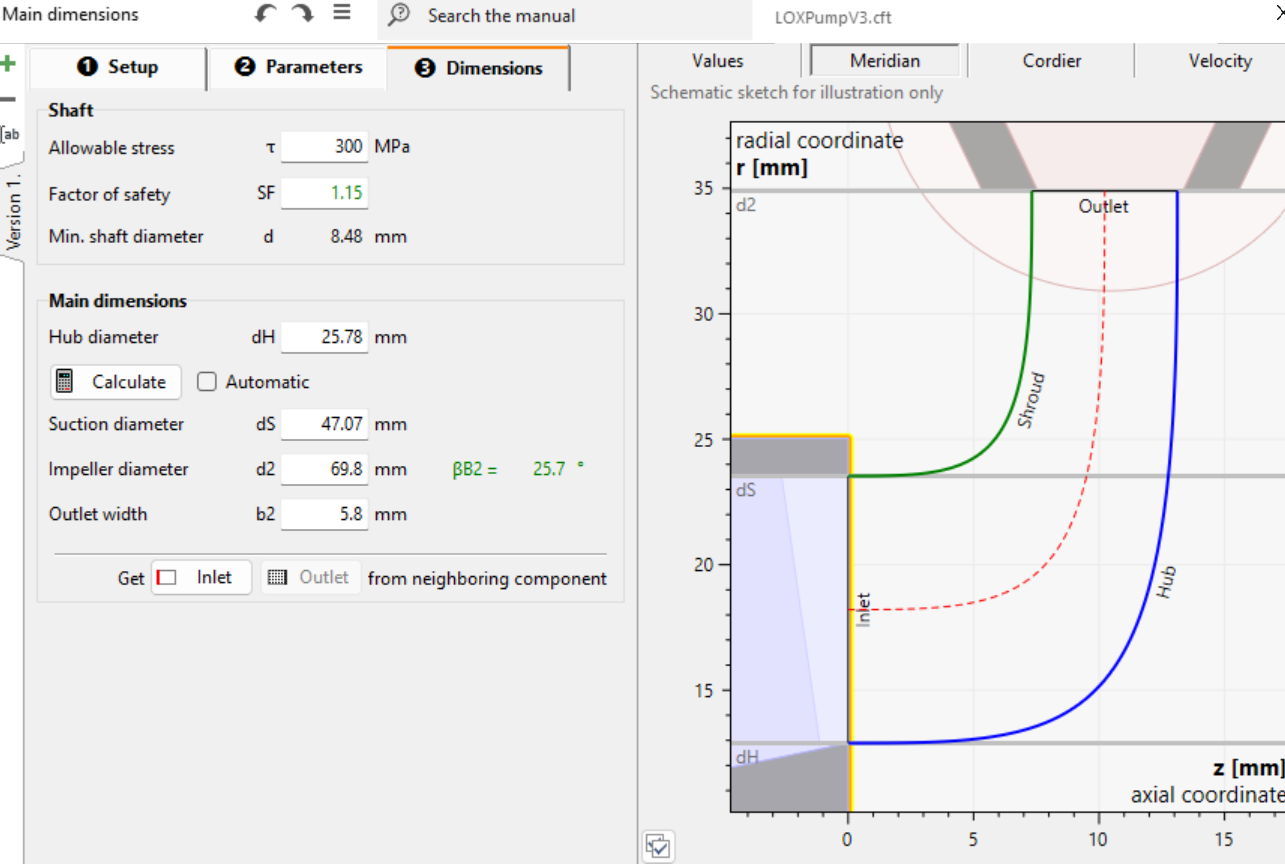 Main dimensions
Search the manual
LOXPumpV3.cft
1 Setup
2 Parameters
3 Dimensions
Values
Meridian
Cordier
Velocity
Schematic sketch for illustration only
Shaft
Allowable stress τ 300 MPa
Factor of safety SF 1.15
Min. shaft diameter d 8.48 mm
Version 1.
ab
Main dimensions
Hub diameter dH 25.78 mm
Calculate Automatic
Suction diameter dS 47.07 mm
Impeller diameter d2 69.8 mm βB2 = 25.7 °
Outlet width b2 5.8 mm
Get Inlet Outlet from neighboring component
radial coordinate
r [mm]
35
d2
Outlet
30
Shroud
25
dS
20
Inlet
Hub
15
dH
z [mm]
axial coordinate
0 5 10 15